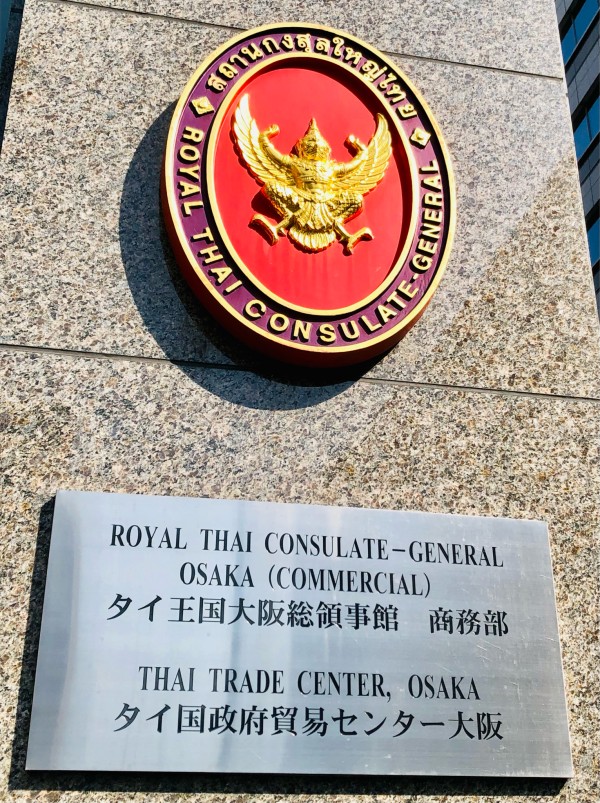 สถานกงสุลใหญ่ไทย
ROYAL THAI CONSULATE-GENERAL
ROYAL THAI CONSULATE-GENERAL
OSAKA (COMMERCIAL)
タイ王国大阪総領事館 商務部
THAI TRADE CENTER, OSAKA
タイ国政府貿易センター大阪